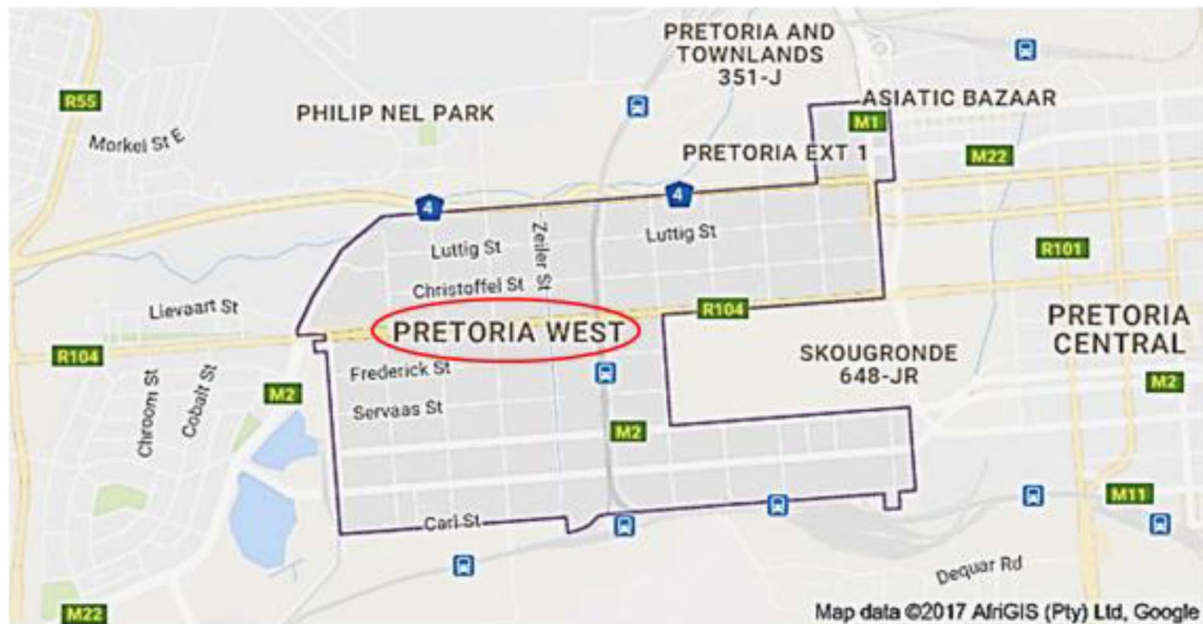 PRETORIA AND
TOWNLANDS
351-J
R55
PHILIP NEL PARK
ASIATIC BAZAAR
M1
Morkel St E
PRETORIA EXT 1
M22
4
4
Luttig St
Zeiler St
Luttig St
R101
Christoffel St
Lievaart St
R104
PRETORIA WEST
PRETORIA
CENTRAL
R104
SKOUGRONDE
648-JR
Frederick St
M2
M2
Chroom St
Cobalt St
Servaas St
M2
M11
Carl St
Dequar Rd
M22
Map data ©2017 AfriGIS (Pty) Ltd, Google